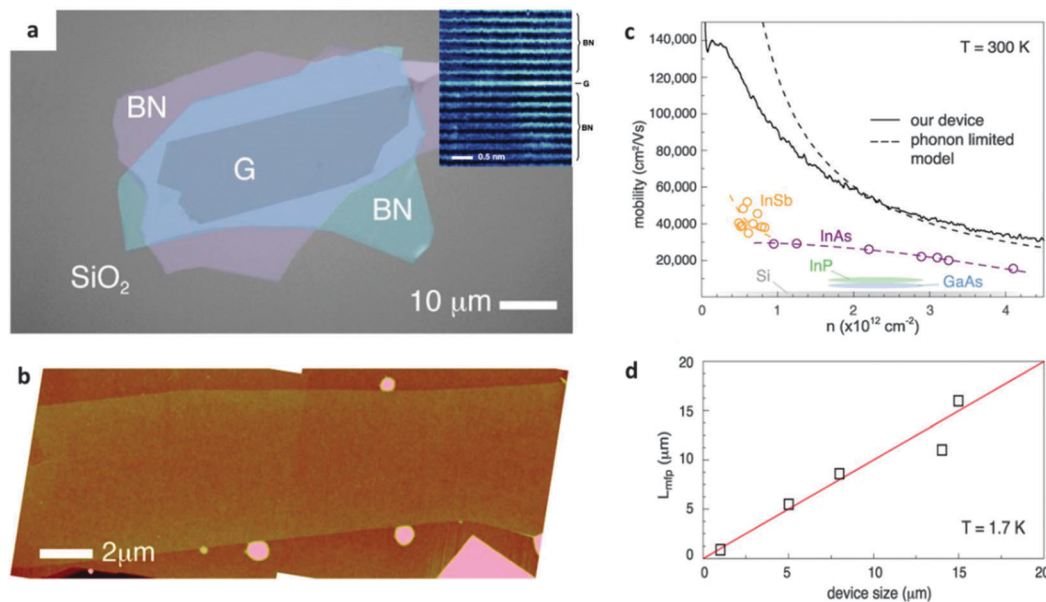 a
BN
G
BN
SiO2
10 μm
BN
G
BN
0.5 nm
b
2μm
c
T = 300 K
our device
phonon limited
model
InSb
InAs
InP
GaAs
Si
140,000
120,000
100,000
80,000
60,000
40,000
20,000
mobility (cm²/Vs)
0 1 2 3 4
n (x10¹² cm⁻²)
d
20
15
10
5
0
Lmfp (μm)
T = 1.7 K
0 5 10 15 20
device size (μm)